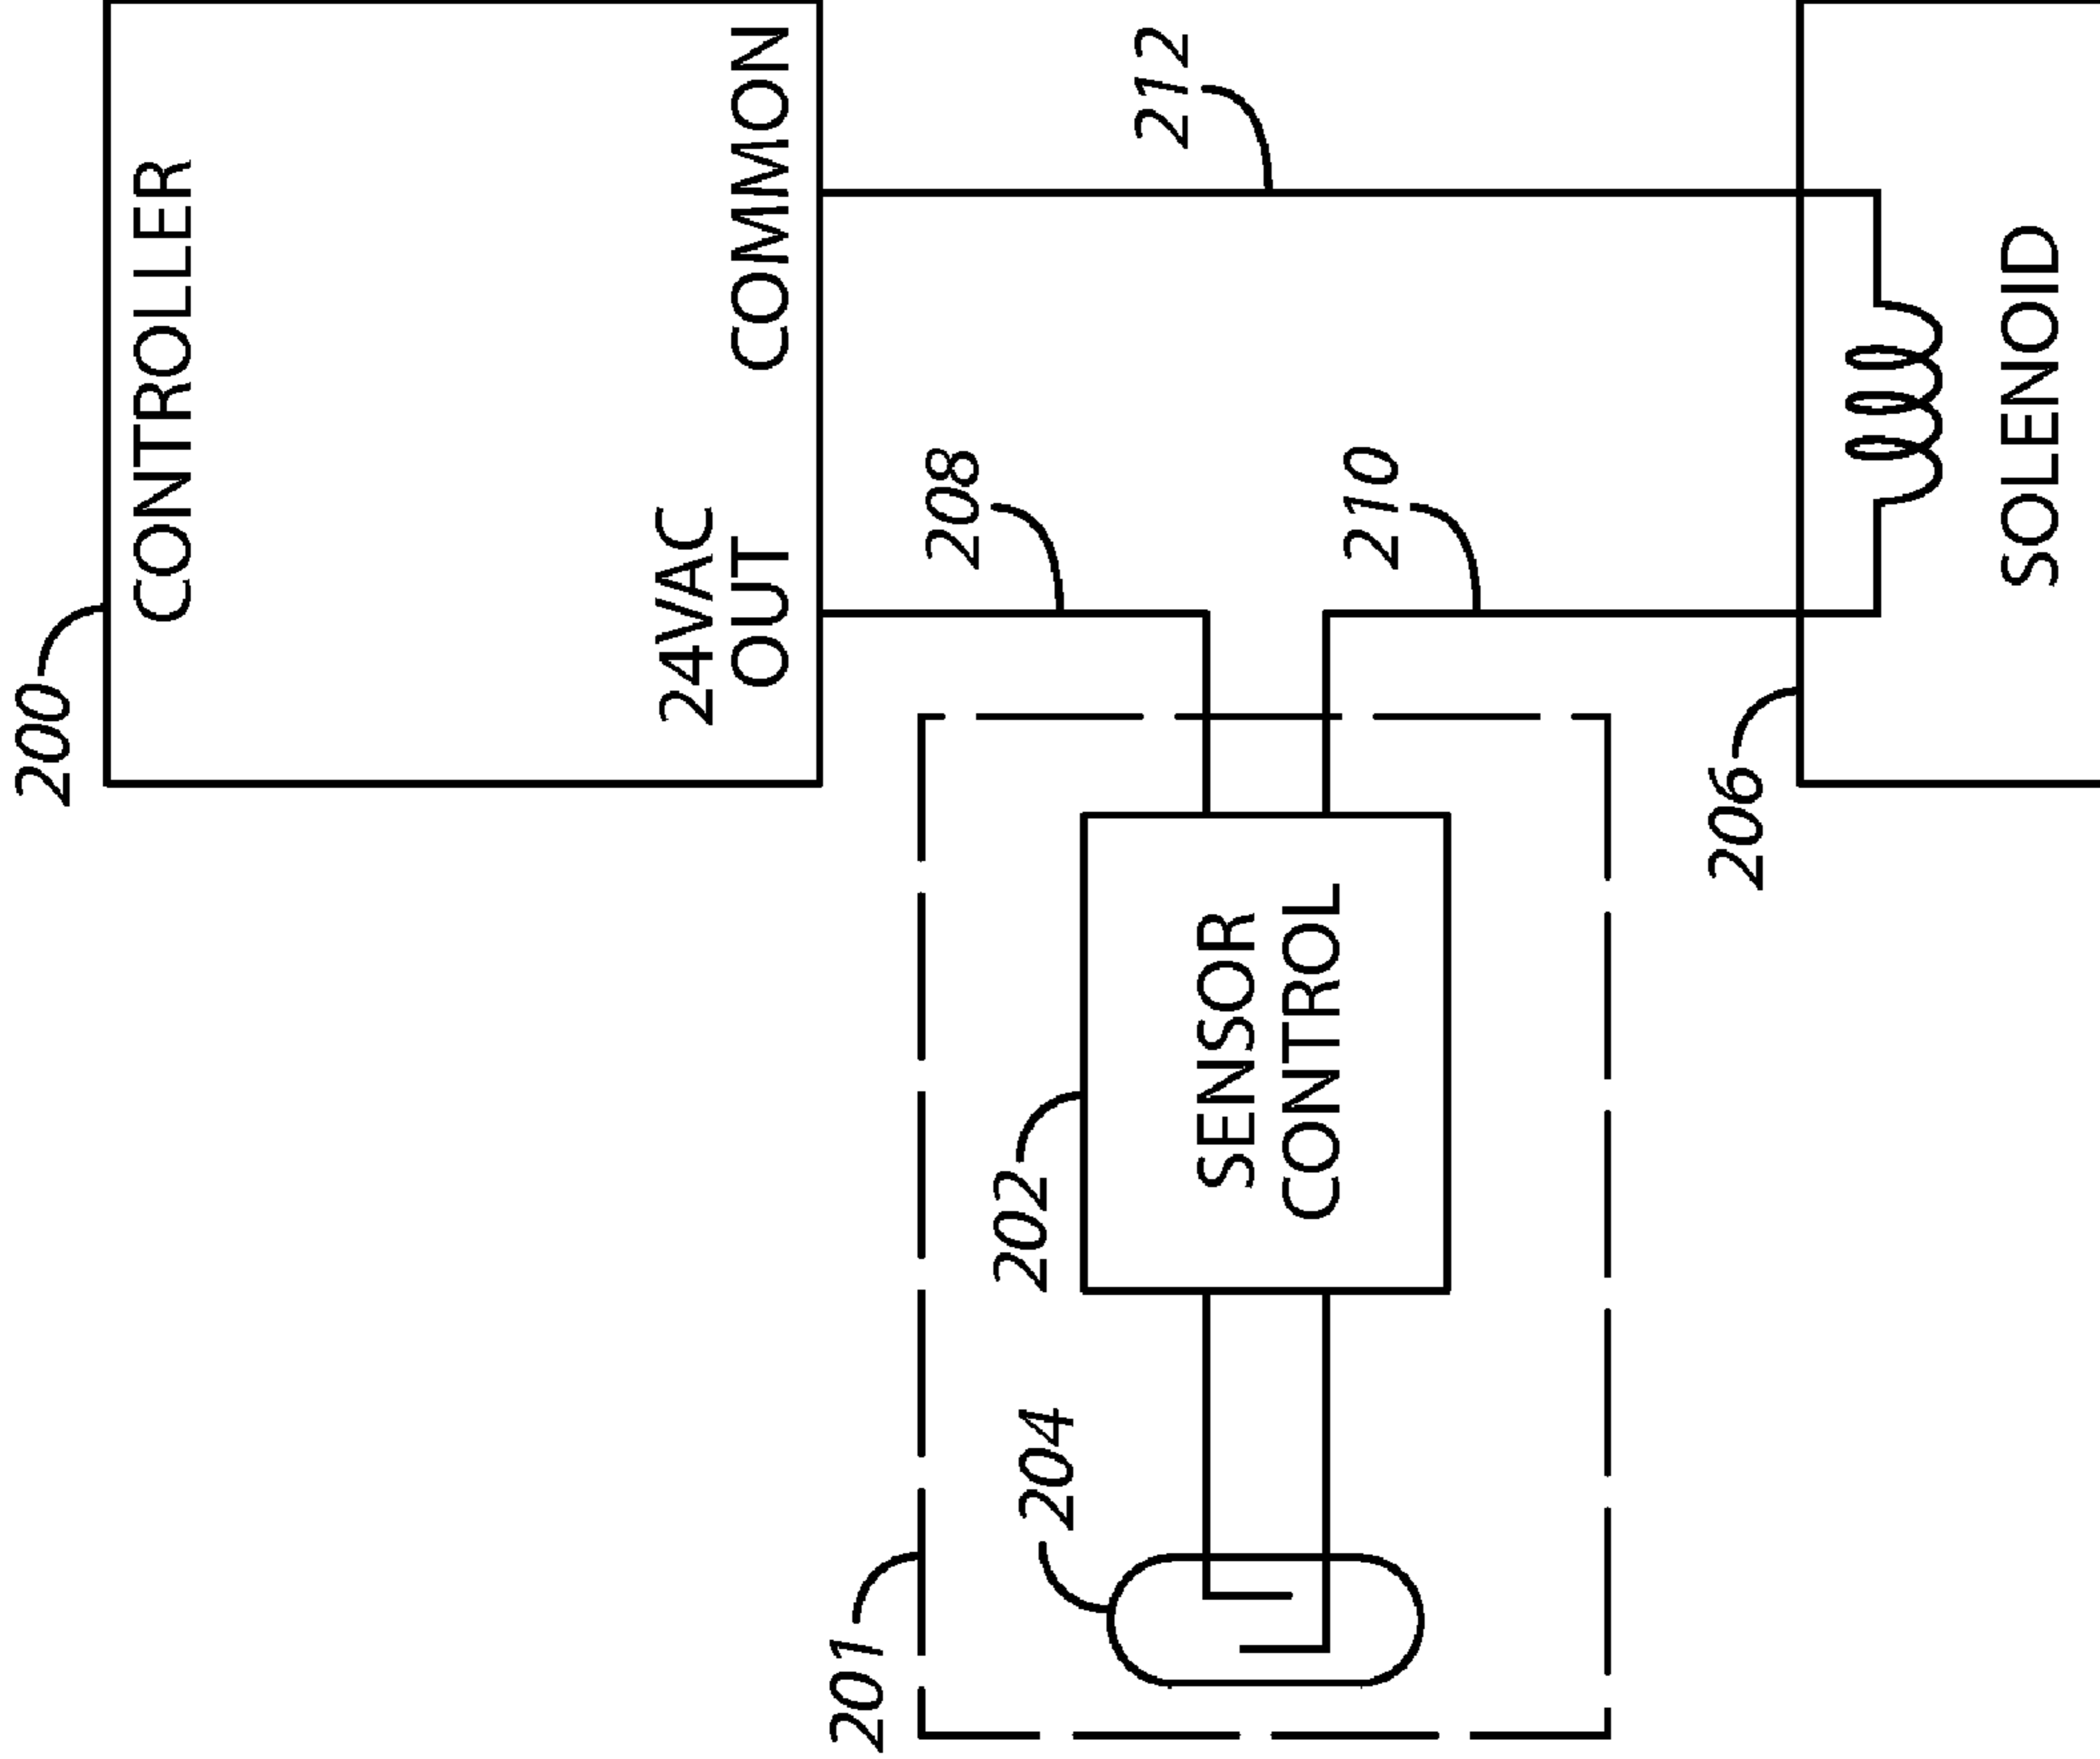 200
CONTROLLER
24VAC
OUT
COMMON
208
212
210
201
202
SENSOR
CONTROL
204
206
SOLENOID